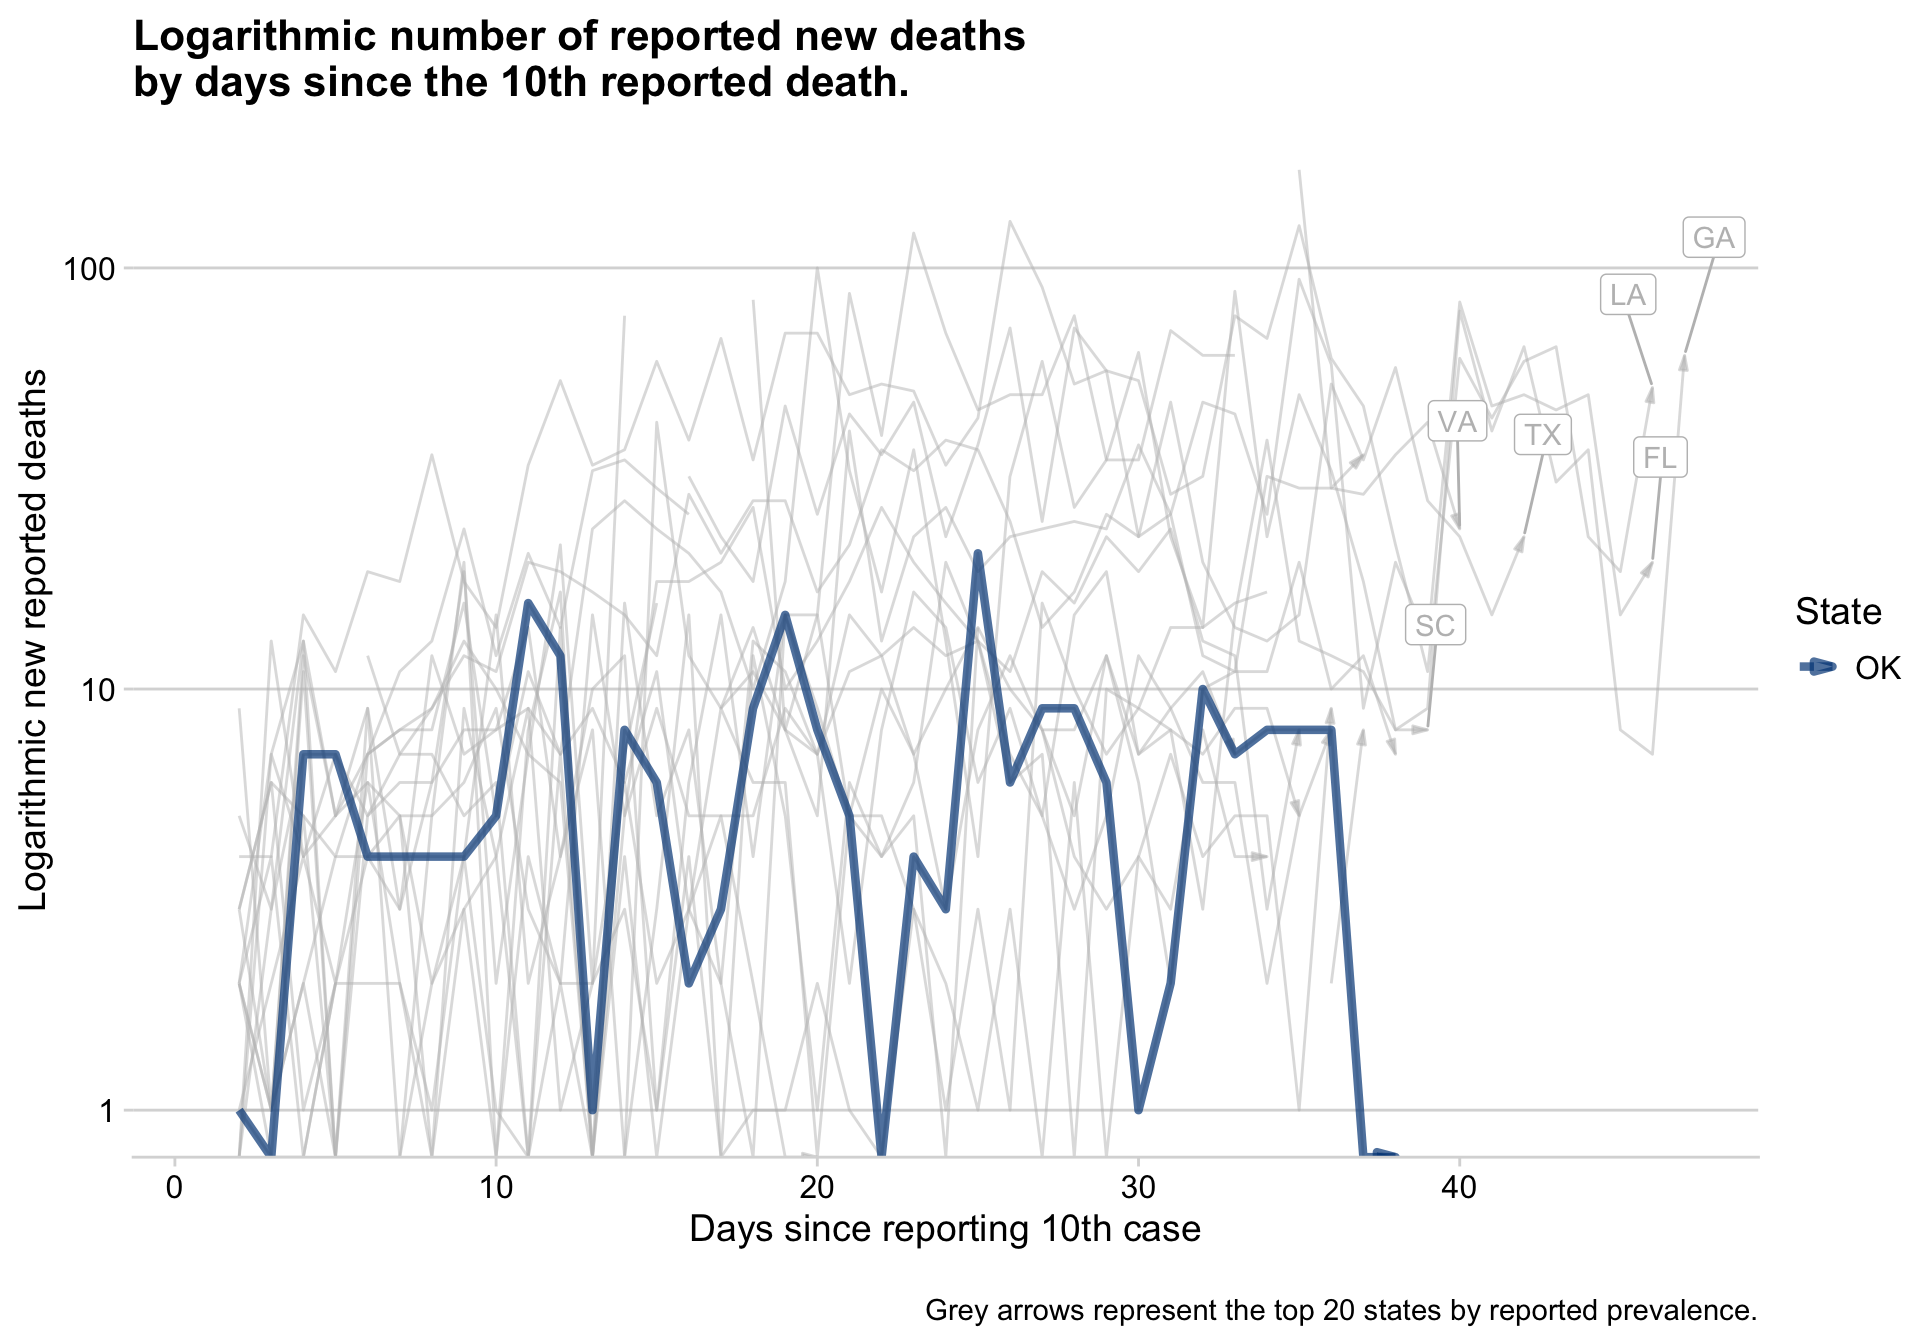 Logarithmic number of reported new deaths
by days since the 10th reported death.
Logarithmic new reported deaths
100
10
1
GA
LA
VA
TX
FL
SC
State
OK
0
10
20
30
40
Days since reporting 10th case
Grey arrows represent the top 20 states by reported prevalence.